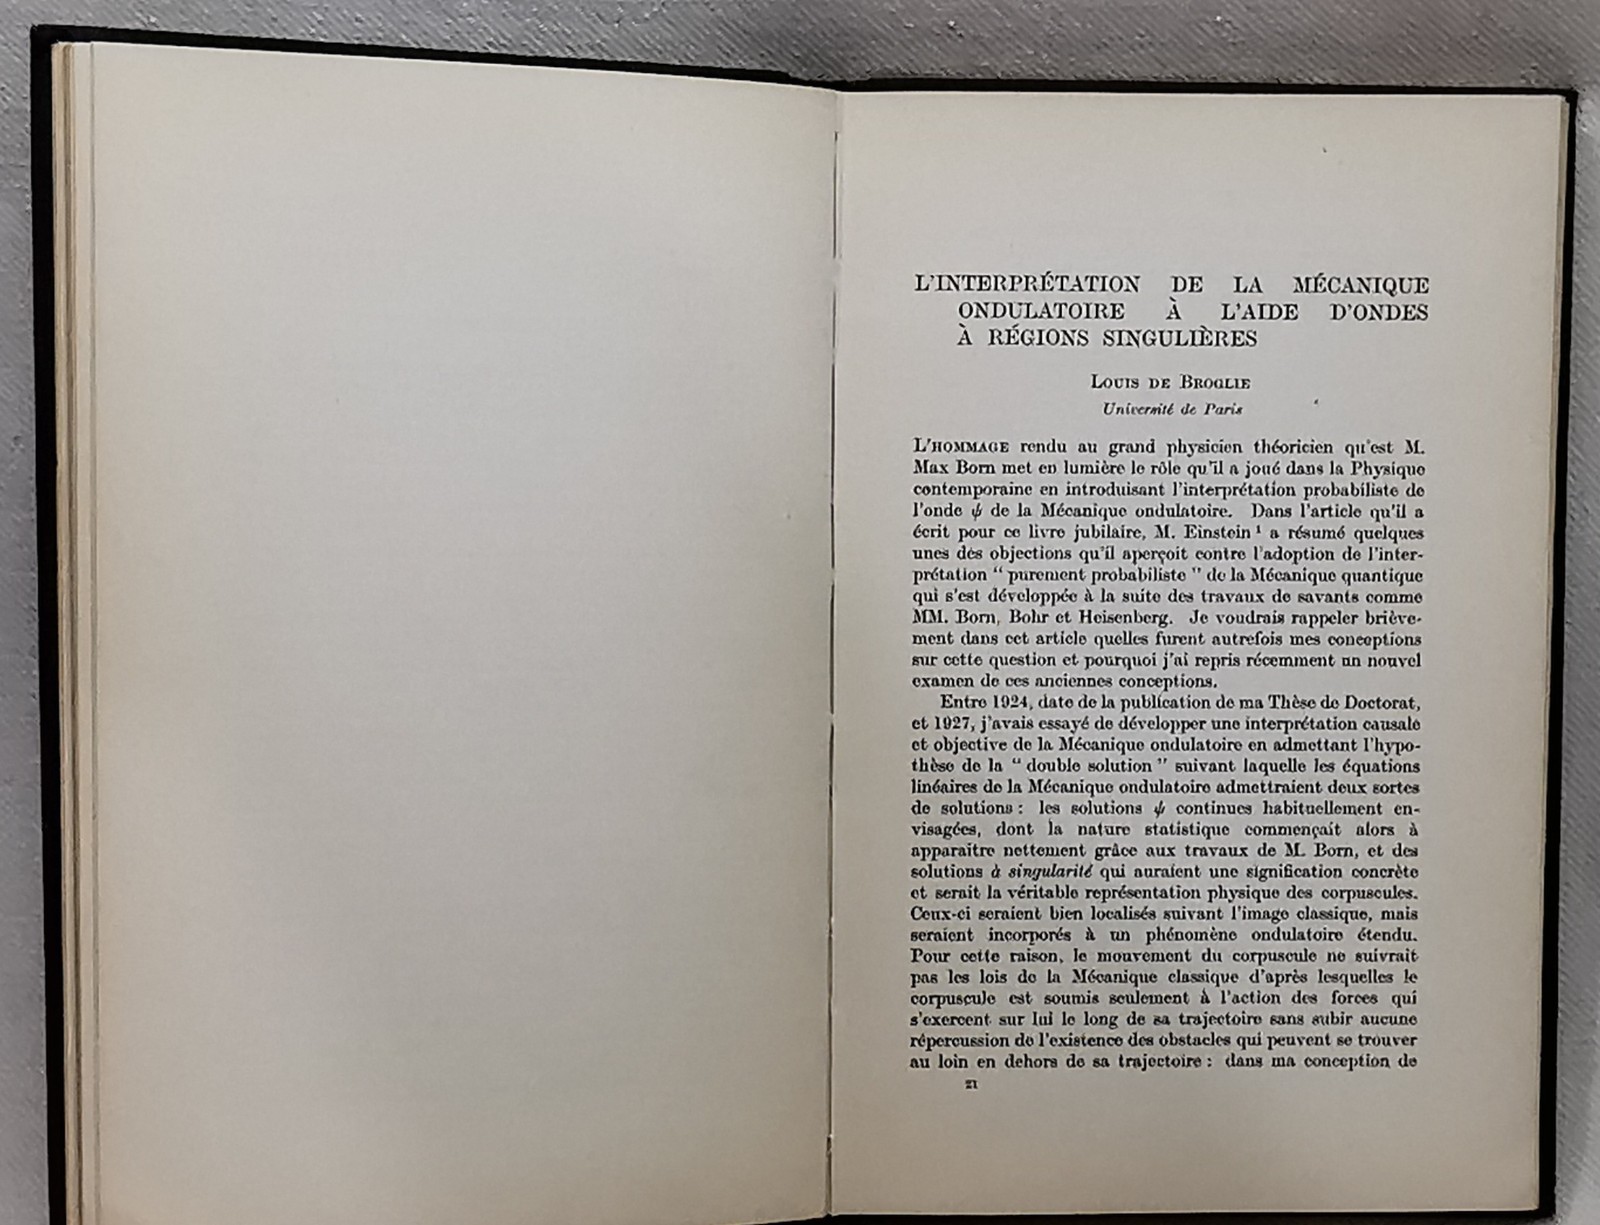 L'INTERPRÉTATION DE LA MÉCANIQUE
ONDULATOIRE À L'AIDE D'ONDES
À RÉGIONS SINGULIÈRES
LOUIS DE BROGLIE
Université de Paris
L'HOMMAGE rendu au grand physicien théoricien qu'est M.
Max Born met en lumière le rôle qu'il a joué dans la Physique
contemporaine en introduisant l'interprétation probabiliste de
l'onde ψ de la Mécanique ondulatoire. Dans l'article qu'il a
écrit pour ce livre jubilaire, M. Einstein ¹ a résumé quelques
unes des objections qu'il aperçoit contre l'adoption de l'inter-
prétation “ purement probabiliste ” de la Mécanique quantique
qui s'est développée à la suite des travaux de savants comme
MM. Born, Bohr et Heisenberg. Je voudrais rappeler briève-
ment dans cet article quelles furent autrefois mes conceptions
sur cette question et pourquoi j'ai repris récemment un nouvel
examen de ces anciennes conceptions.
Entre 1924, date de la publication de ma Thèse de Doctorat,
et 1927, j'avais essayé de développer une interprétation causale
et objective de la Mécanique ondulatoire en admettant l'hypo-
thèse de la “ double solution ” suivant laquelle les équations
linéaires de la Mécanique ondulatoire admettraient deux sortes
de solutions : les solutions ψ continues habituellement en-
visagées, dont la nature statistique commençait alors à
apparaître nettement grâce aux travaux de M. Born, et des
solutions à singularité qui auraient une signification concrète
et serait la véritable représentation physique des corpuscules.
Ceux-ci seraient bien localisés suivant l'image classique, mais
seraient incorporés à un phénomène ondulatoire étendu.
Pour cette raison, le mouvement du corpuscule ne suivrait
pas les lois de la Mécanique classique d'après lesquelles le
corpuscule est soumis seulement à l'action des forces qui
s'exercent sur lui le long de sa trajectoire sans subir aucune
répercussion de l'existence des obstacles qui peuvent se trouver
au loin en dehors de sa trajectoire : dans ma conception de
21